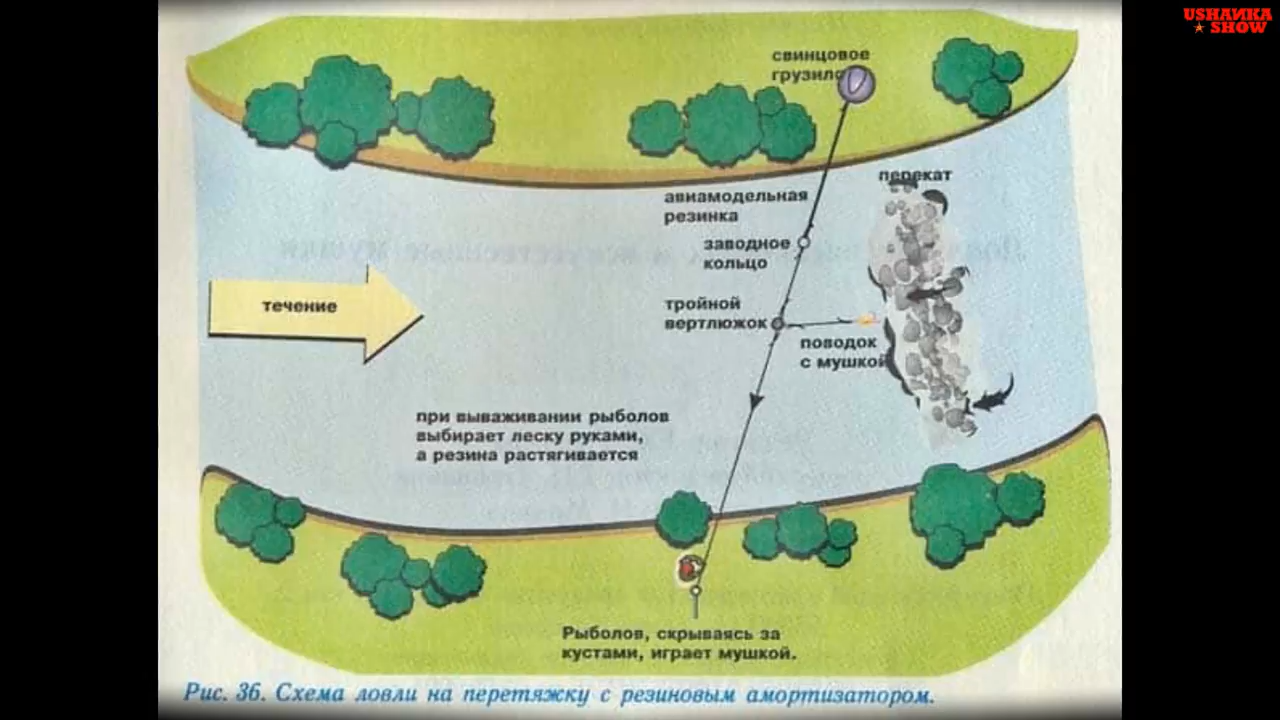 USHANKA
SHOW
свинцовое
грузило
перекат
авиамодельная
резинка
заводное
кольцо
течение
тройной
вертлюжок
поводок
с мушкой
при вываживании рыболов
выбирает леску руками,
а резина растягивается
Рыболов, скрываясь за
кустами, играет мушкой.
Рис. 36. Схема ловли на перетяжку с резиновым амортизатором.